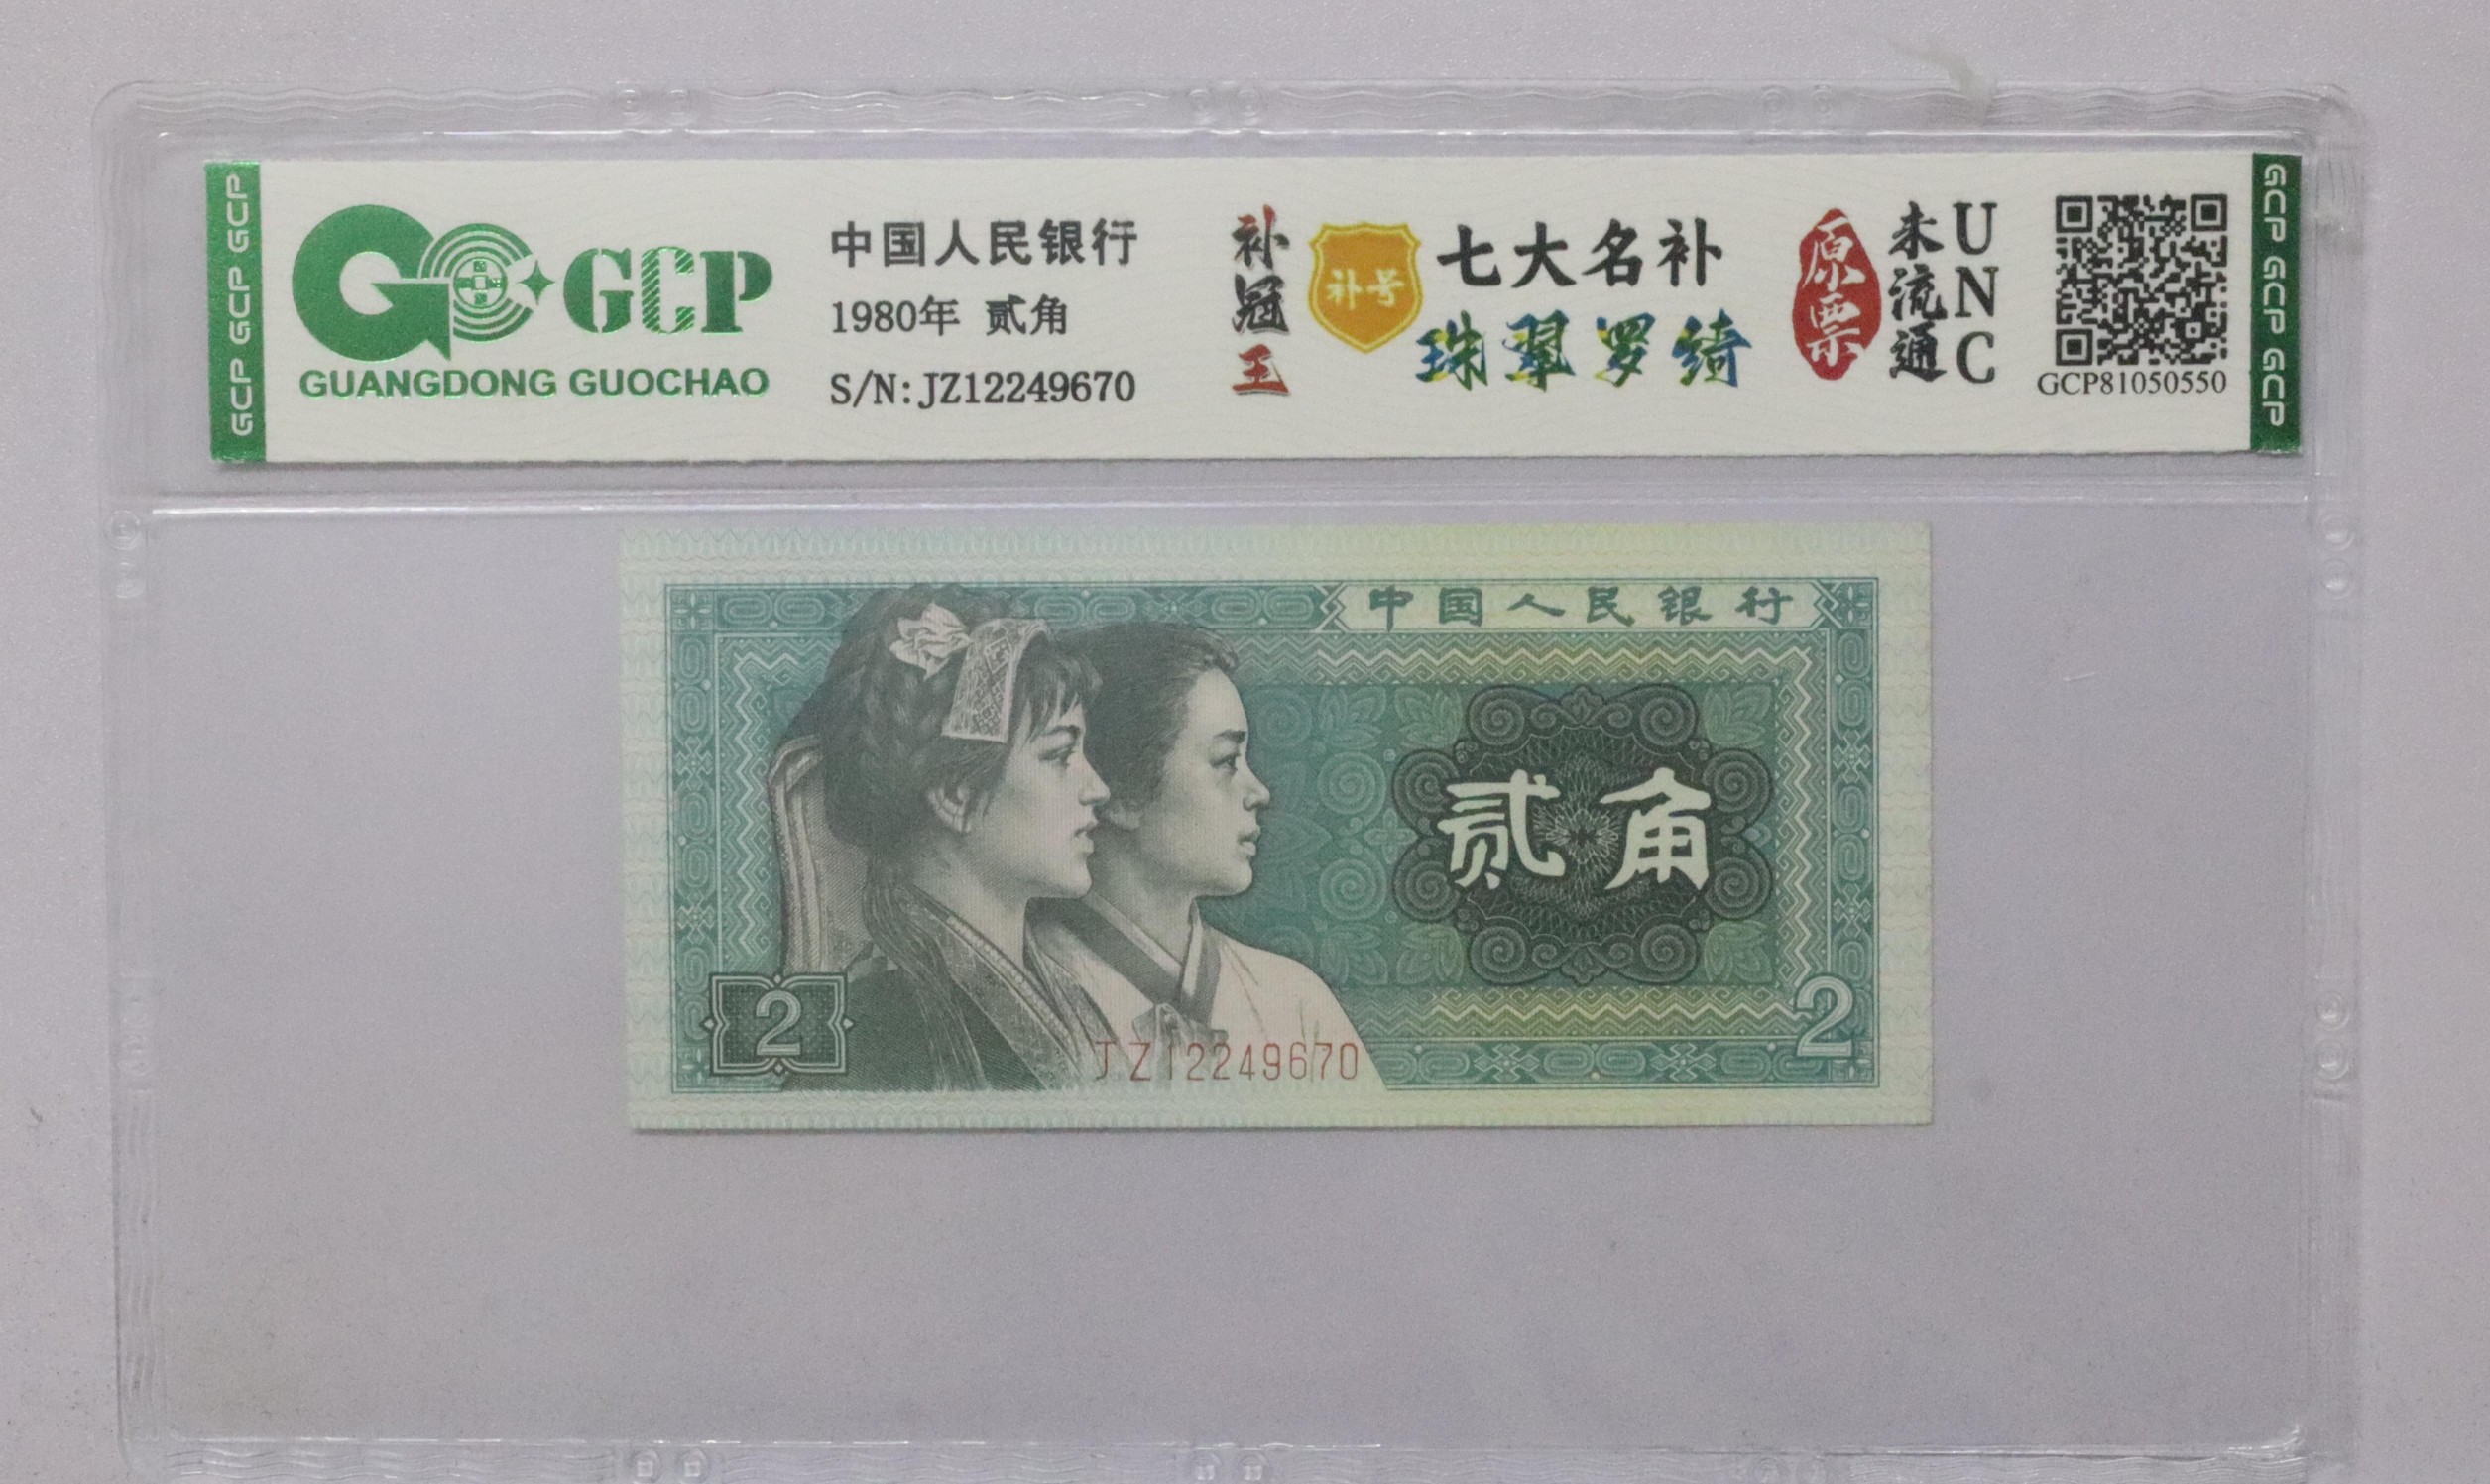 GCP GCP GCP
GCP
GUANGDONG GUOCHAO
中国人民银行
1980年 贰角
S/N:JZ12249670
补冠王
补号
七大名补
珠翠罗绮
原票
未流通
UNC
GCP81050550
GCP GCP GCP
中国人民银行
贰角
2
2
JZ12249670